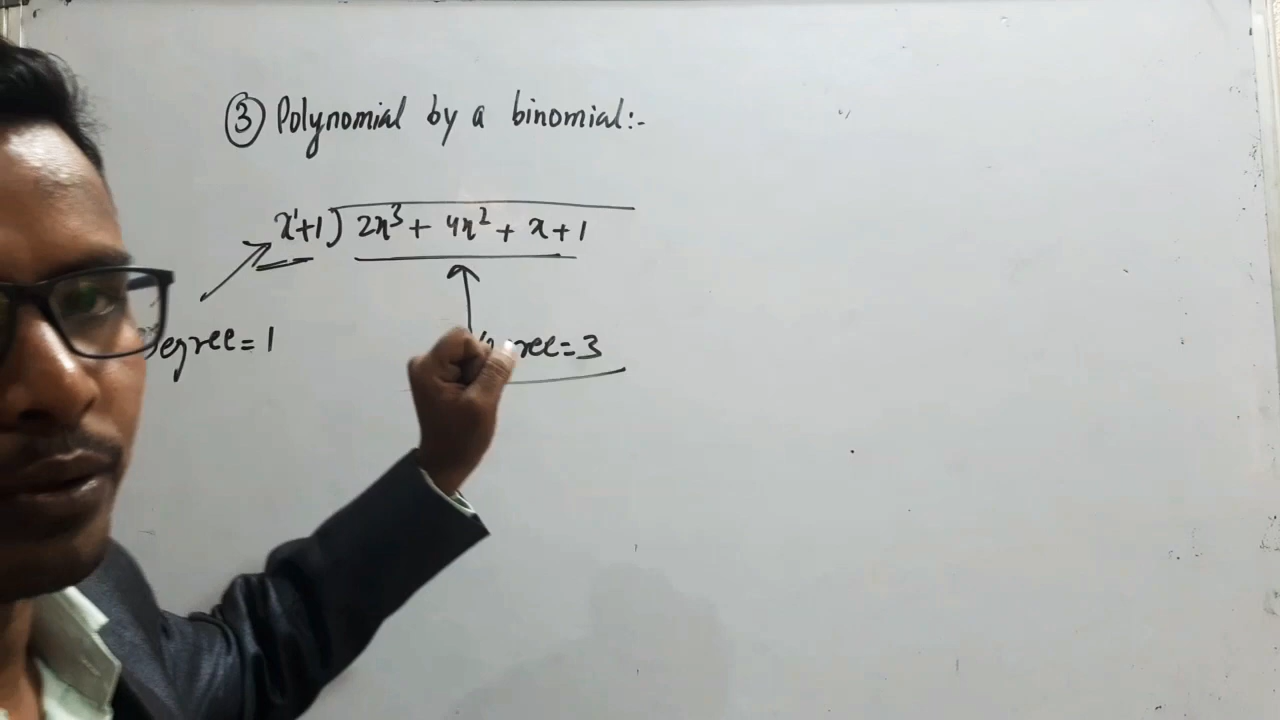 ③ Polynomial by a binomial:-
x¹+1) 2x³ + 4x² + x + 1
egree = 1
ree = 3